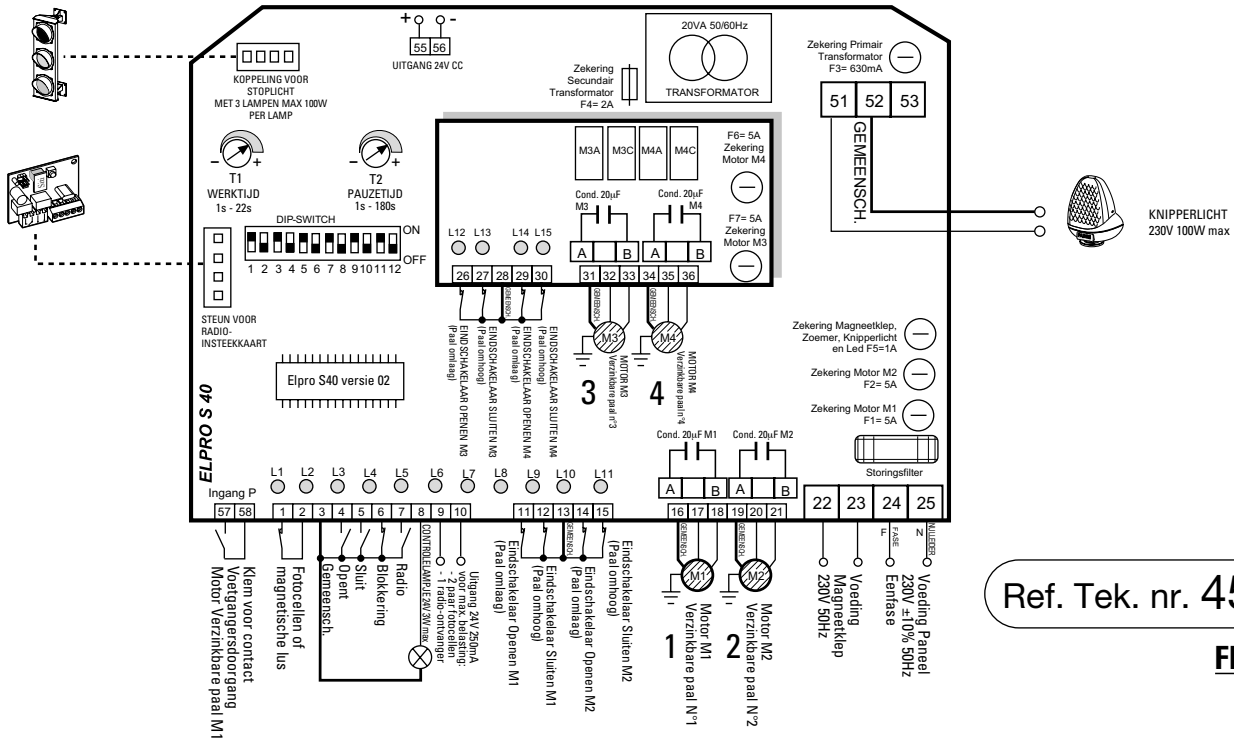 + -
55 56
UITGANG 24V CC
KOPPELING VOOR
STOPLICHT
MET 3 LAMPEN MAX 100W
PER LAMP
20VA 50/60Hz
TRANSFORMATOR
Zekering
Secundair
Transformator
F4= 2A
Zekering Primair
Transformator
F3= 630mA
51 52 53
GEMEENSCH.
KNIPPERLICHT
230V 100W max
- +
T1
WERKTIJD
1s - 22s
- +
T2
PAUZETIJD
1s - 180s
DIP-SWITCH
ON
OFF
1 2 3 4 5 6 7 8 9 10 11 12
STEUN VOOR
RADIO-
INSTEEKKAART
M3A M3C M4A M4C
F6= 5A
Zekering
Motor M4
F7= 5A
Zekering
Motor M3
Cond. 20µF
M3
Cond. 20µF
M4
A B A B
L12 L13 L14 L15
26 27 28 29 30
31 32 33 34 35 36
GEMEENSCH.
GEMEENSCH.
GEMEENSCH.
EINDSCHAKELAAR OPENEN M3
(Paal omlaag)
EINDSCHAKELAAR SLUITEN M3
(Paal omhoog)
EINDSCHAKELAAR OPENEN M4
(Paal omlaag)
EINDSCHAKELAAR SLUITEN M4
(Paal omhoog)
M3
3
MOTOR M3
Verzinkbare paal n°3
M4
4
MOTOR M4
Verzinkbare paal n°4
Zekering Magneetklep,
Zoemer, Knipperlicht
en Led F5=1A
Zekering Motor M2
F2= 5A
Zekering Motor M1
F1= 5A
Storingsfilter
Elpro S40 versie 02
ELPRO S 40
Ingang P
L1 L2 L3 L4 L5 L6 L7 L8 L9 L10 L11
57 58
1 2 3 4 5 6 7 8 9 10
11 12 13 14 15
Cond. 20µF M1
Cond. 20µF M2
A B A B
16 17 18 19 20 21
22 23 24 25
Klem voor contact
Voetgangersdoorgang
Motor Verzinkbare paal M1
Fotocellen of
magnetische lus
Gemeensch.
Opent
Sluit
Blokkering
Radio
CONTROLELAMPJE 24V 3W max
Uitgang 24V 250mA
voor max. belasting:
- 2 paar fotocellen
- 1 radio-ontvanger
GEMEENSCH.
Eindschakelaar Openen M1
(Paal omlaag)
Eindschakelaar Sluiten M1
(Paal omhoog)
Eindschakelaar Openen M2
(Paal omlaag)
Eindschakelaar Sluiten M2
(Paal omhoog)
GEMEENSCH.
M1
1
Motor M1
Verzinkbare paal N°1
GEMEENSCH.
M2
2
Motor M2
Verzinkbare paal N°2
Voeding
Magneetklep
230V 50Hz
F FASE
N NULLEIDER
Voeding Paneel
230V ±10% 50Hz
Eenfase
Ref. Tek. nr. 45